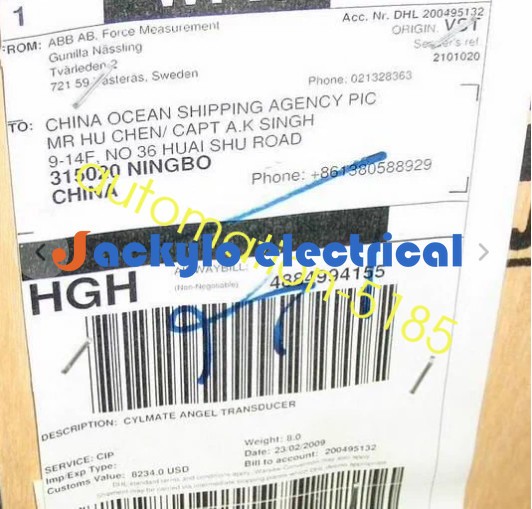 1
Acc. Nr. DHL 200495132
FROM: ABB AB. Force Measurement
ORIGIN. VST
Gunilla Nässling
Sender's ref.
Tvärleden 2
2101020
721 59 Västeras, Sweden
Phone: 021328363
TO: CHINA OCEAN SHIPPING AGENCY PIC
MR HU CHEN/ CAPT A.K SINGH
9-14F, NO 36 HUAI SHU ROAD
315020 NINGBO
Phone: +861380588929
CHINA
automation-5185
Jackylo electrical
HGH
AIRWAYBILL:
(Non-Negotiable)
4884994155
DESCRIPTION: CYLMATE ANGEL TRANSDUCER
SERVICE: CIP
Weight: 8.0
Imp/Exp Type:
Date: 23/02/2009
Customs Value: 8234.0 USD
Bill to account: 200495132